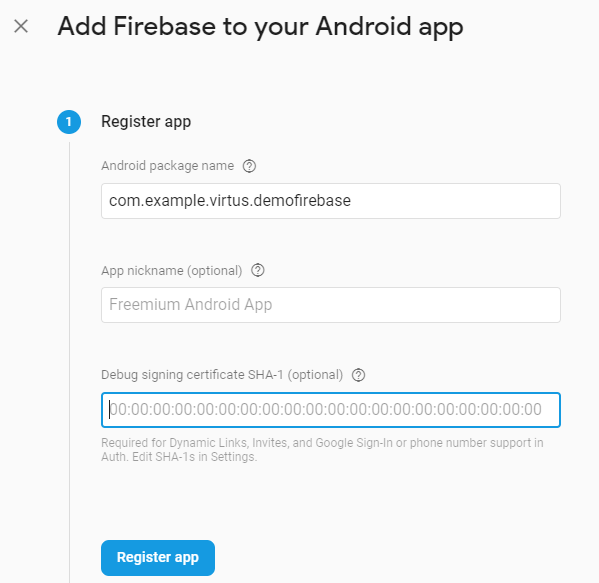 Add Firebase to your Android app
1 Register app
Android package name
com.example.virtus.demofirebase
App nickname (optional)
Freemium Android App
Debug signing certificate SHA-1 (optional)
00:00:00:00:00:00:00:00:00:00:00:00:00:00:00:00:00:00:00:00
Required for Dynamic Links, Invites, and Google Sign-In or phone number support in
Auth. Edit SHA-1s in Settings.
Register app